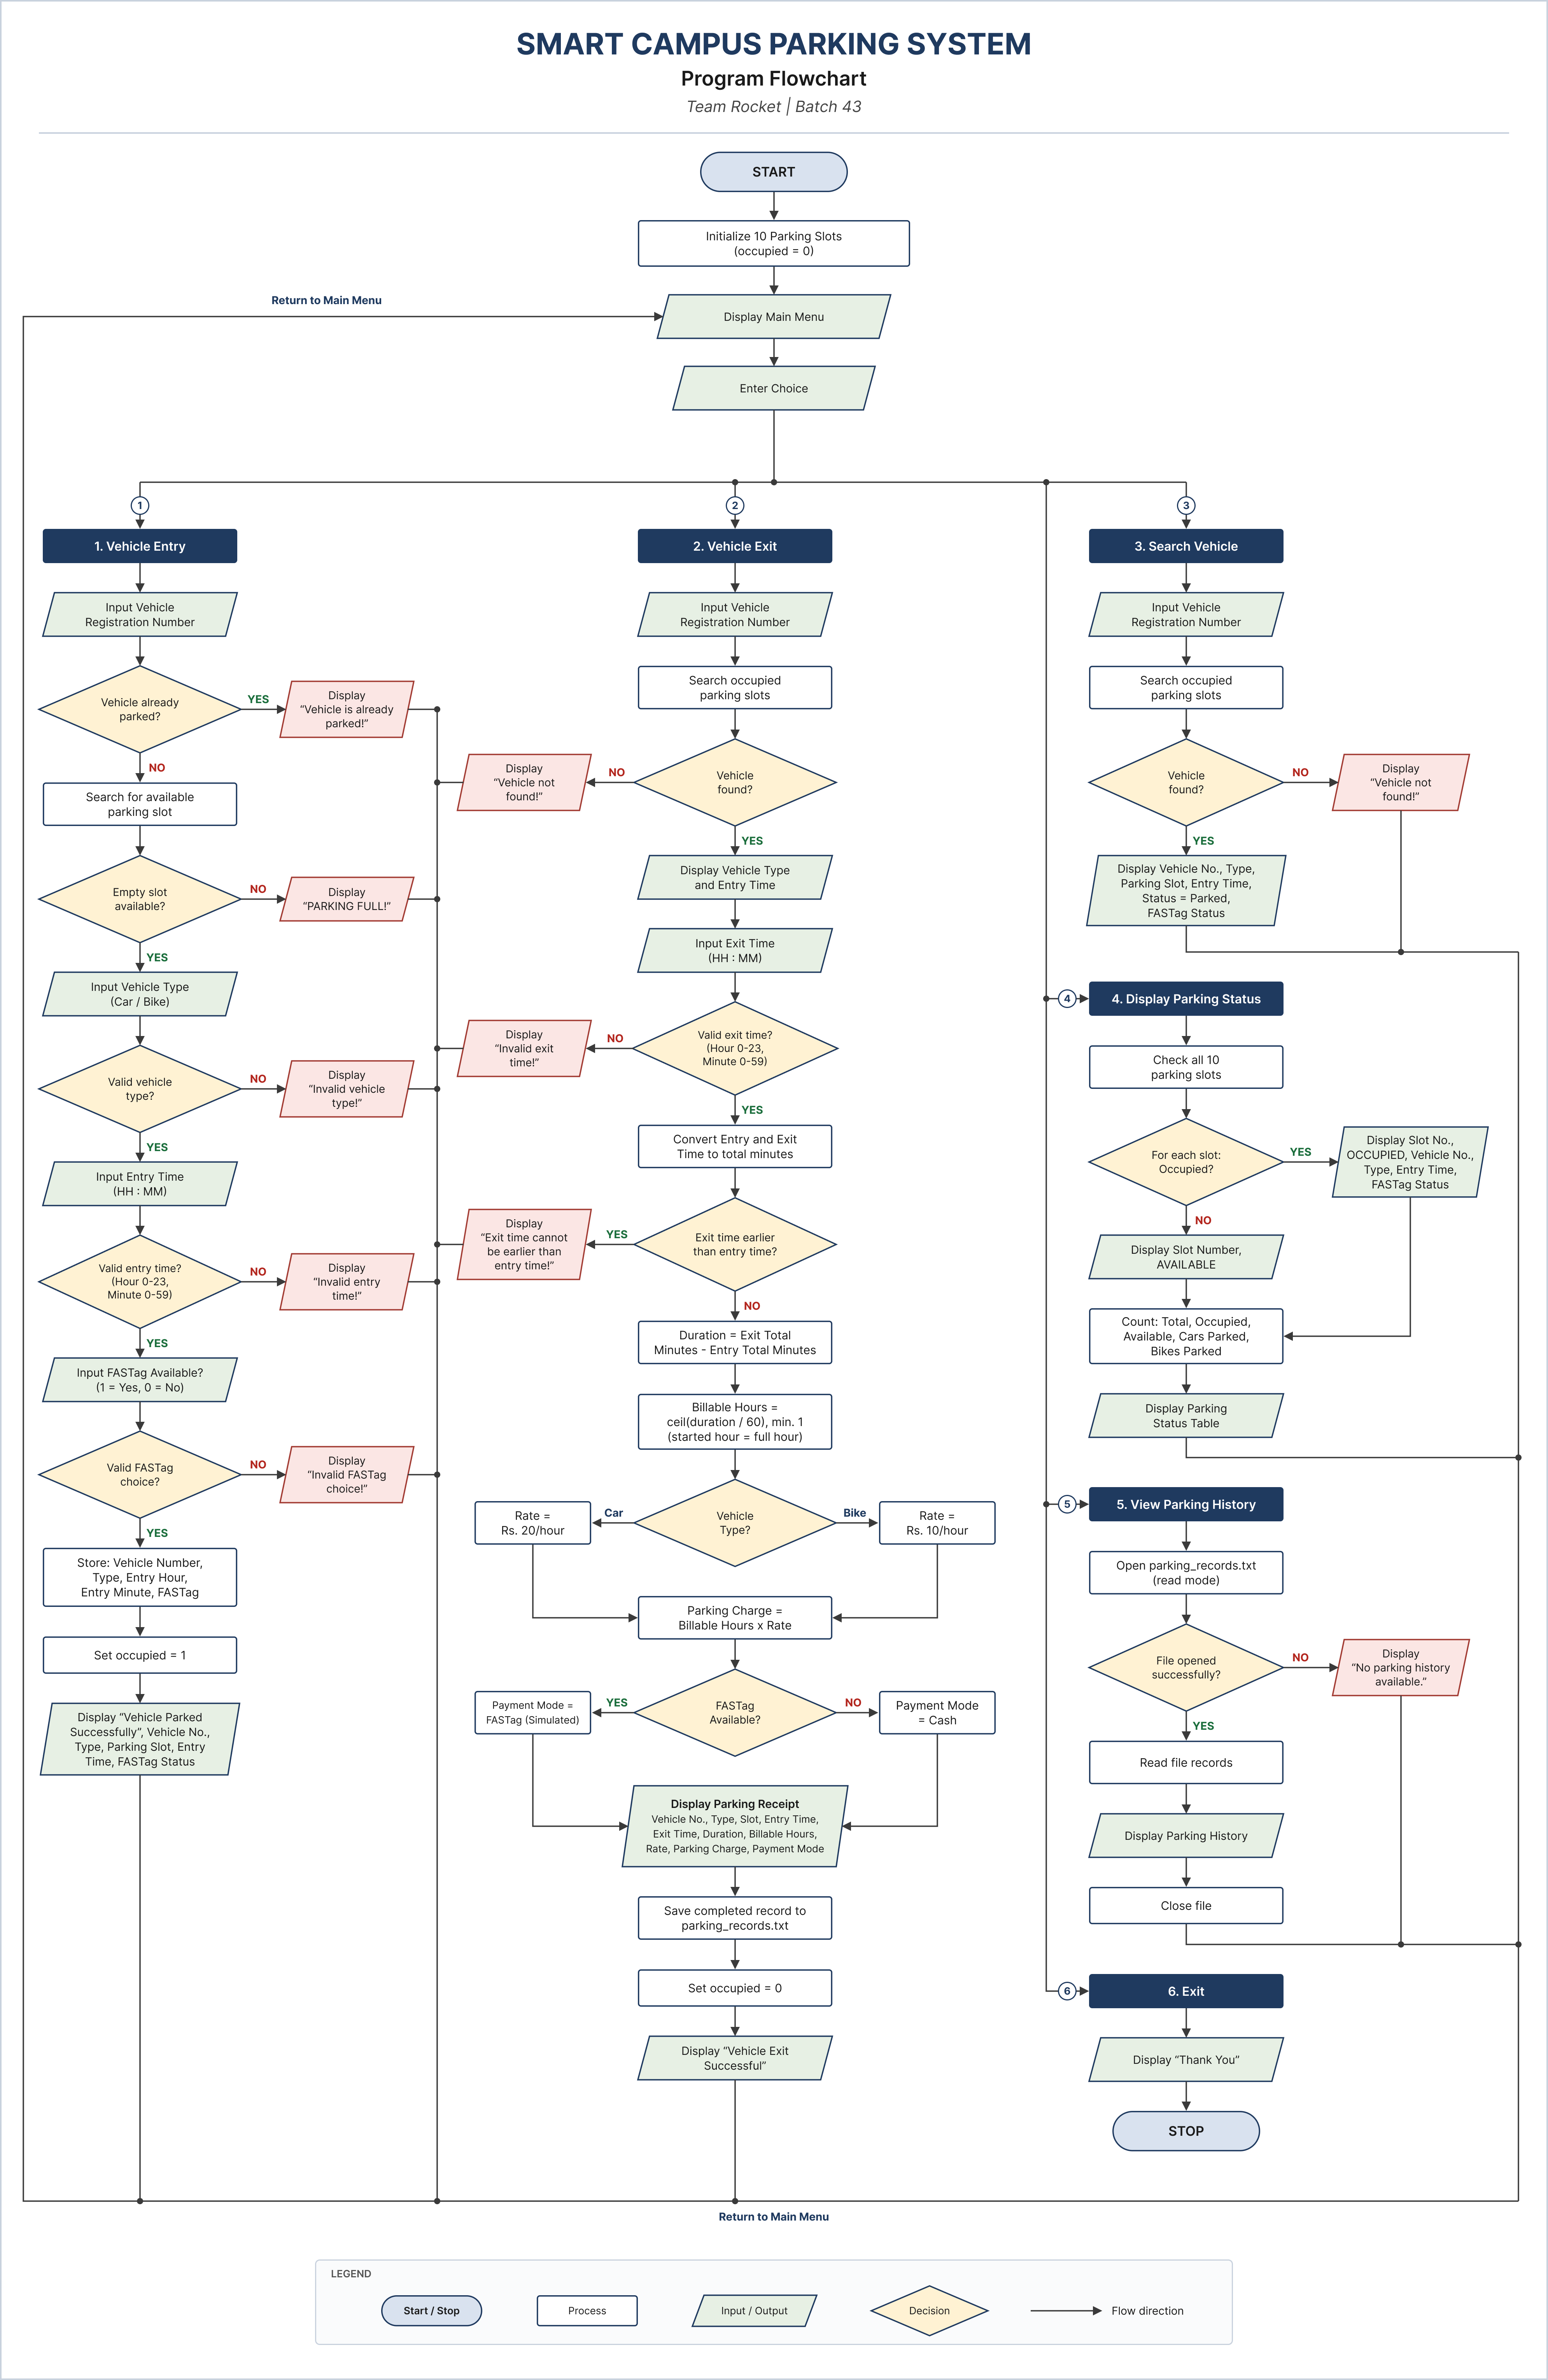 SMART CAMPUS PARKING SYSTEM
Program Flowchart
Team Rocket | Batch 43
START
Initialize 10 Parking Slots
(occupied = 0)
Return to Main Menu
Display Main Menu
Enter Choice
1
1. Vehicle Entry
Input Vehicle
Registration Number
Vehicle already
parked?
YES
Display
“Vehicle is already
parked!”
NO
Search for available
parking slot
Empty slot
available?
NO
Display
“PARKING FULL!”
YES
Input Vehicle Type
(Car / Bike)
Valid vehicle
type?
NO
Display
“Invalid vehicle
type!”
YES
Input Entry Time
(HH : MM)
Valid entry time?
(Hour 0-23,
Minute 0-59)
NO
Display
“Invalid entry
time!”
YES
Input FASTag Available?
(1 = Yes, 0 = No)
Valid FASTag
choice?
NO
Display
“Invalid FASTag
choice!”
YES
Store: Vehicle Number,
Type, Entry Hour,
Entry Minute, FASTag
Set occupied = 1
Display “Vehicle Parked
Successfully”, Vehicle No.,
Type, Parking Slot, Entry
Time, FASTag Status
2
2. Vehicle Exit
Input Vehicle
Registration Number
Search occupied
parking slots
Vehicle
found?
NO
Display
“Vehicle not
found!”
YES
Display Vehicle Type
and Entry Time
Input Exit Time
(HH : MM)
Valid exit time?
(Hour 0-23,
Minute 0-59)
NO
Display
“Invalid exit
time!”
YES
Convert Entry and Exit
Time to total minutes
Exit time earlier
than entry time?
YES
Display
“Exit time cannot
be earlier than
entry time!”
NO
Duration = Exit Total
Minutes - Entry Total Minutes
Billable Hours =
ceil(duration / 60), min. 1
(started hour = full hour)
Vehicle
Type?
Car
Rate =
Rs. 20/hour
Bike
Rate =
Rs. 10/hour
Parking Charge =
Billable Hours x Rate
FASTag
Available?
YES
Payment Mode =
FASTag (Simulated)
NO
Payment Mode
= Cash
Display Parking Receipt
Vehicle No., Type, Slot, Entry Time,
Exit Time, Duration, Billable Hours,
Rate, Parking Charge, Payment Mode
Save completed record to
parking_records.txt
Set occupied = 0
Display “Vehicle Exit
Successful”
3
3. Search Vehicle
Input Vehicle
Registration Number
Search occupied
parking slots
Vehicle
found?
NO
Display
“Vehicle not
found!”
YES
Display Vehicle No., Type,
Parking Slot, Entry Time,
Status = Parked,
FASTag Status
4
4. Display Parking Status
Check all 10
parking slots
For each slot:
Occupied?
YES
Display Slot No.,
OCCUPIED, Vehicle No.,
Type, Entry Time,
FASTag Status
NO
Display Slot Number,
AVAILABLE
Count: Total, Occupied,
Available, Cars Parked,
Bikes Parked
Display Parking
Status Table
5
5. View Parking History
Open parking_records.txt
(read mode)
File opened
successfully?
NO
Display
“No parking history
available.”
YES
Read file records
Display Parking History
Close file
6
6. Exit
Display “Thank You”
STOP
Return to Main Menu
LEGEND
Start / Stop
Process
Input / Output
Decision
Flow direction